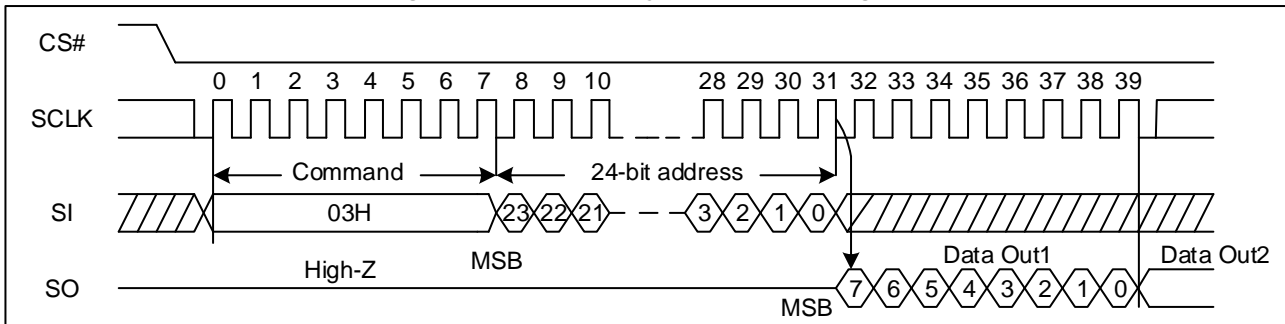 CS#
0 1 2 3 4 5 6 7 8 9 10 28 29 30 31 32 33 34 35 36 37 38 39
SCLK
Command 24-bit address
SI 03H 23 22 21 3 2 1 0
High-Z MSB Data Out1 Data Out2
SO MSB 7 6 5 4 3 2 1 0